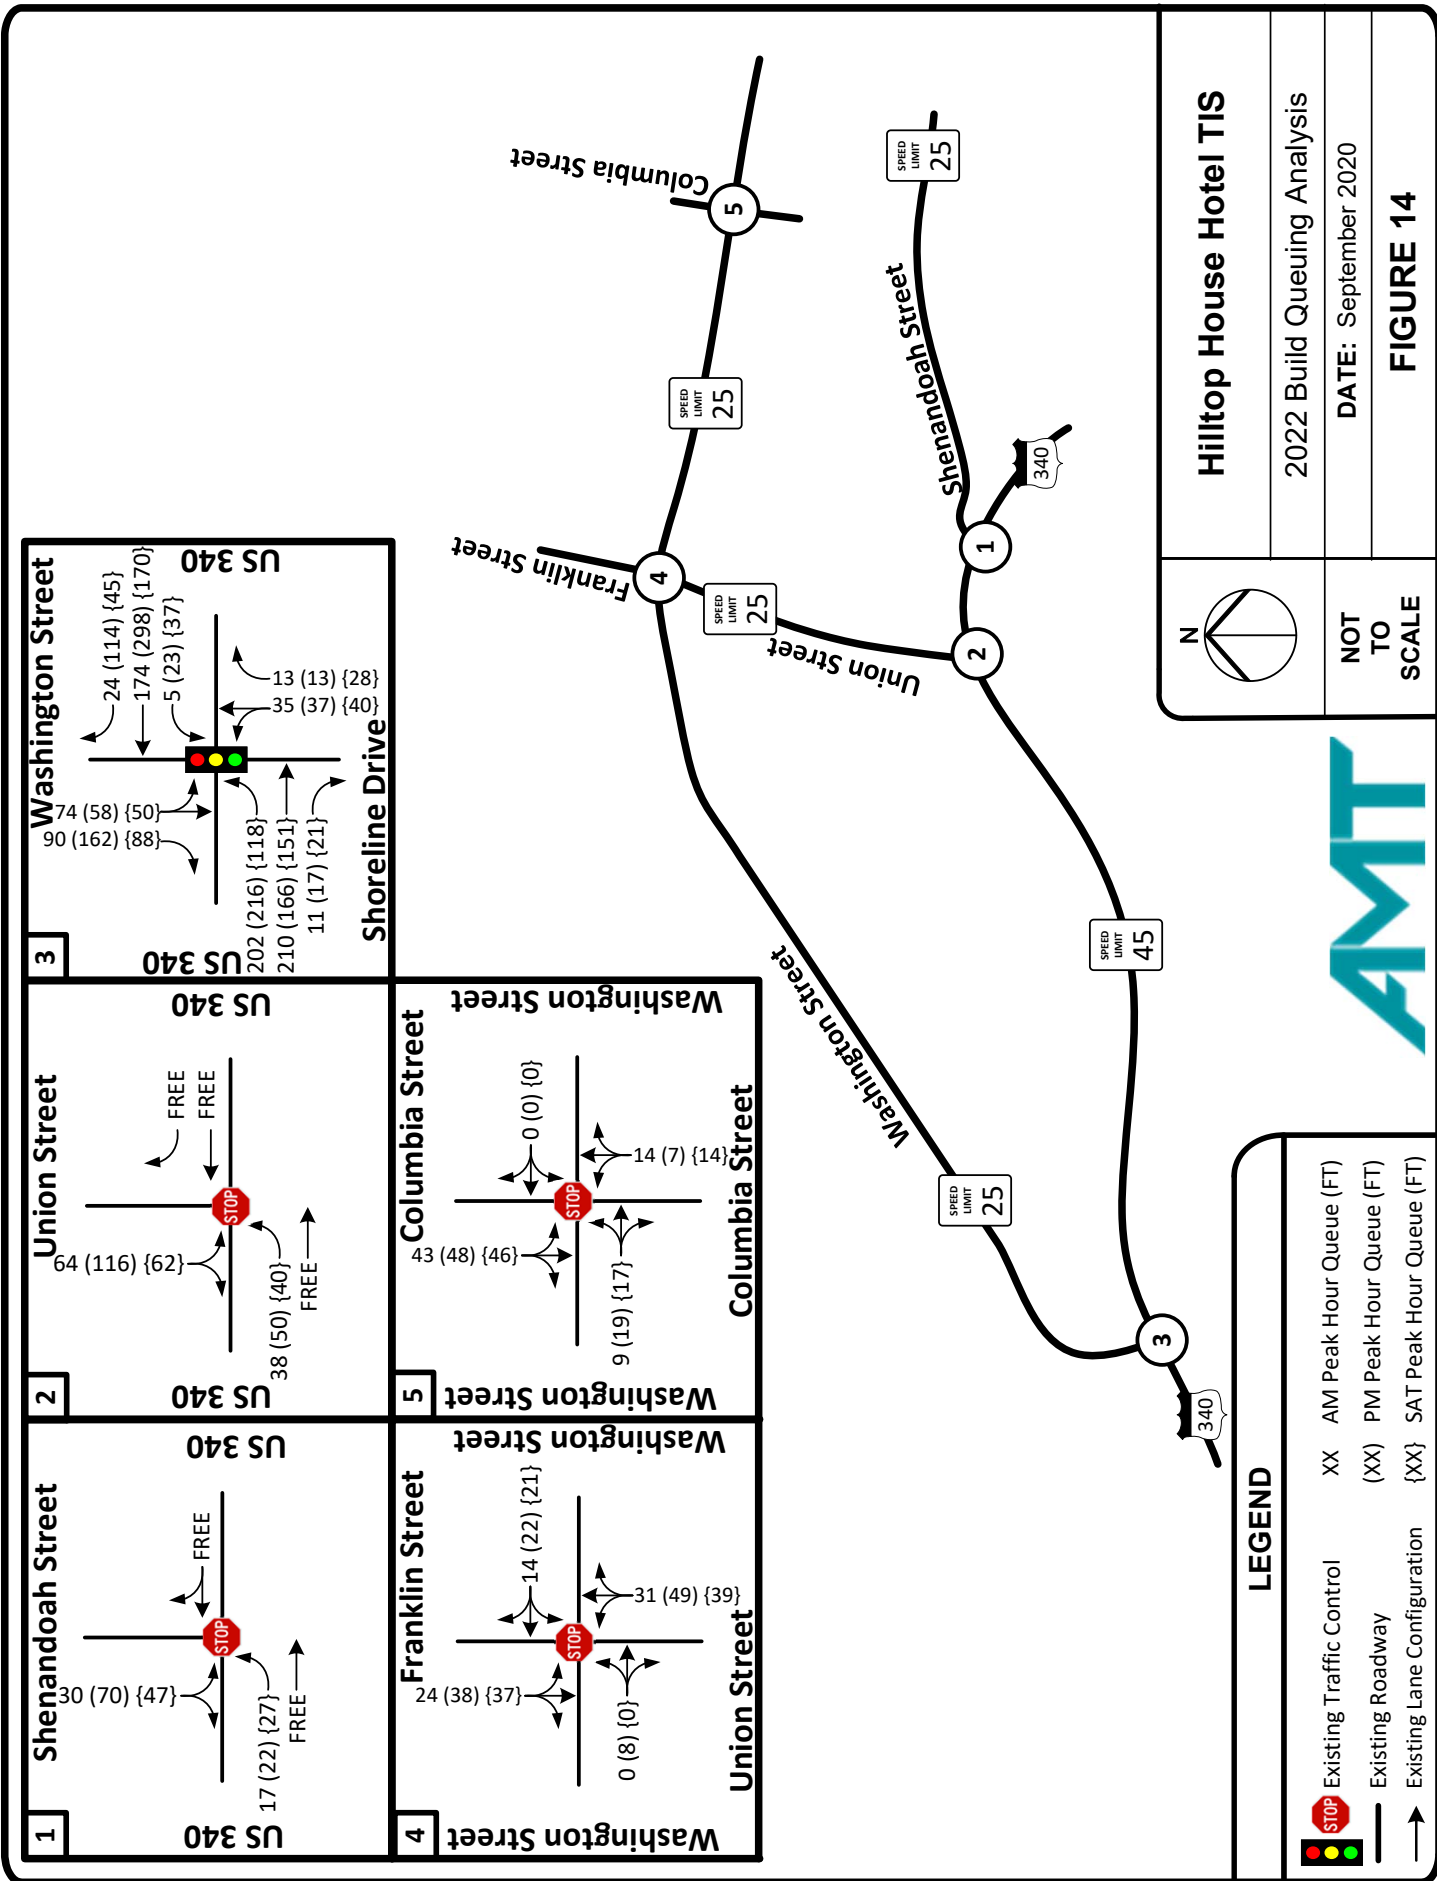 1
Shenandoah Street
US 340
US 340
30 (70) {47}
FREE
17 (22) {27}
FREE
STOP
2
Union Street
US 340
US 340
64 (116) {62}
FREE
FREE
38 (50) {40}
FREE
STOP
3
Washington Street
US 340
US 340
24 (114) {45}
174 (298) {170}
5 (23) {37}
74 (58) {50}
90 (162) {88}
13 (13) {28}
35 (37) {40}
202 (216) {118}
210 (166) {151}
11 (17) {21}
Shoreline Drive
4
Franklin Street
Washington Street
Washington Street
24 (38) {37}
14 (22) {21}
31 (49) {39}
0 (8) {0}
STOP
Union Street
5
Columbia Street
Washington Street
Washington Street
43 (48) {46}
0 (0) {0}
14 (7) {14}
9 (19) {17}
STOP
Columbia Street
Columbia Street
5
Franklin Street
4
SPEED
LIMIT
25
SPEED
LIMIT
25
Union Street
Shenandoah Street
SPEED
LIMIT
25
1
340
2
Washington Street
SPEED
LIMIT
25
SPEED
LIMIT
45
3
340
LEGEND
STOP
Existing Traffic Control
Existing Roadway
Existing Lane Configuration
XX AM Peak Hour Queue (FT)
(XX) PM Peak Hour Queue (FT)
{XX} SAT Peak Hour Queue (FT)
AMT
N
NOT
TO
SCALE
Hilltop House Hotel TIS
2022 Build Queuing Analysis
DATE: September 2020
FIGURE 14